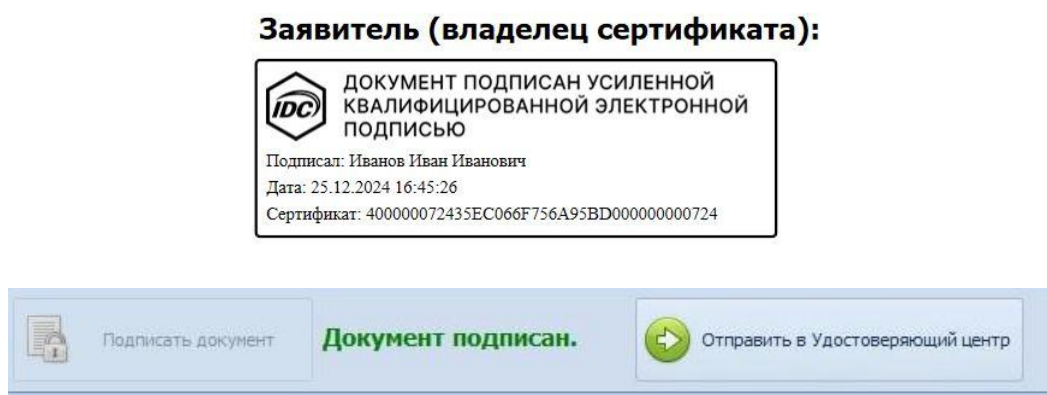 Заявитель (владелец сертификата):
IDC
ДОКУМЕНТ ПОДПИСАН УСИЛЕННОЙ
КВАЛИФИЦИРОВАННОЙ ЭЛЕКТРОННОЙ
ПОДПИСЬЮ
Подписал: Иванов Иван Иванович
Дата: 25.12.2024 16:45:26
Сертификат: 400000072435EC066F756A95BD000000000724
Подписать документ
Документ подписан.
Отправить в Удостоверяющий центр